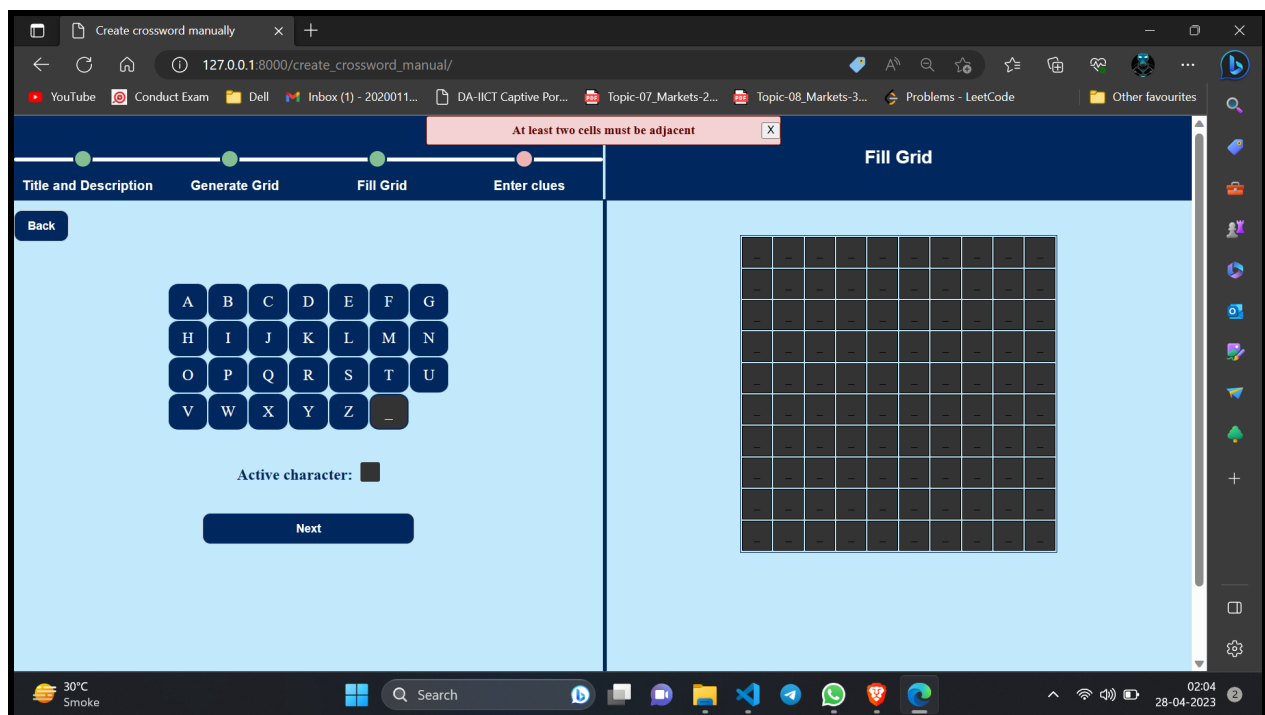 Create crossword manually
127.0.0.1:8000/create_crossword_manual/
YouTube Conduct Exam Dell Inbox (1) - 2020011... DA-IICT Captive Por... Topic-07_Markets-2... Topic-08_Markets-3... Problems - LeetCode Other favourites
At least two cells must be adjacent X
Title and Description Generate Grid Fill Grid Enter clues
Fill Grid
Back
A B C D E F G
H I J K L M N
O P Q R S T U
V W X Y Z _
Active character:
Next
_ _ _ _ _ _ _ _ _ _
_ _ _ _ _ _ _ _ _ _
_ _ _ _ _ _ _ _ _ _
_ _ _ _ _ _ _ _ _ _
_ _ _ _ _ _ _ _ _ _
_ _ _ _ _ _ _ _ _ _
_ _ _ _ _ _ _ _ _ _
_ _ _ _ _ _ _ _ _ _
_ _ _ _ _ _ _ _ _ _
_ _ _ _ _ _ _ _ _ _
30°C
Smoke
Search
02:04
28-04-2023
2